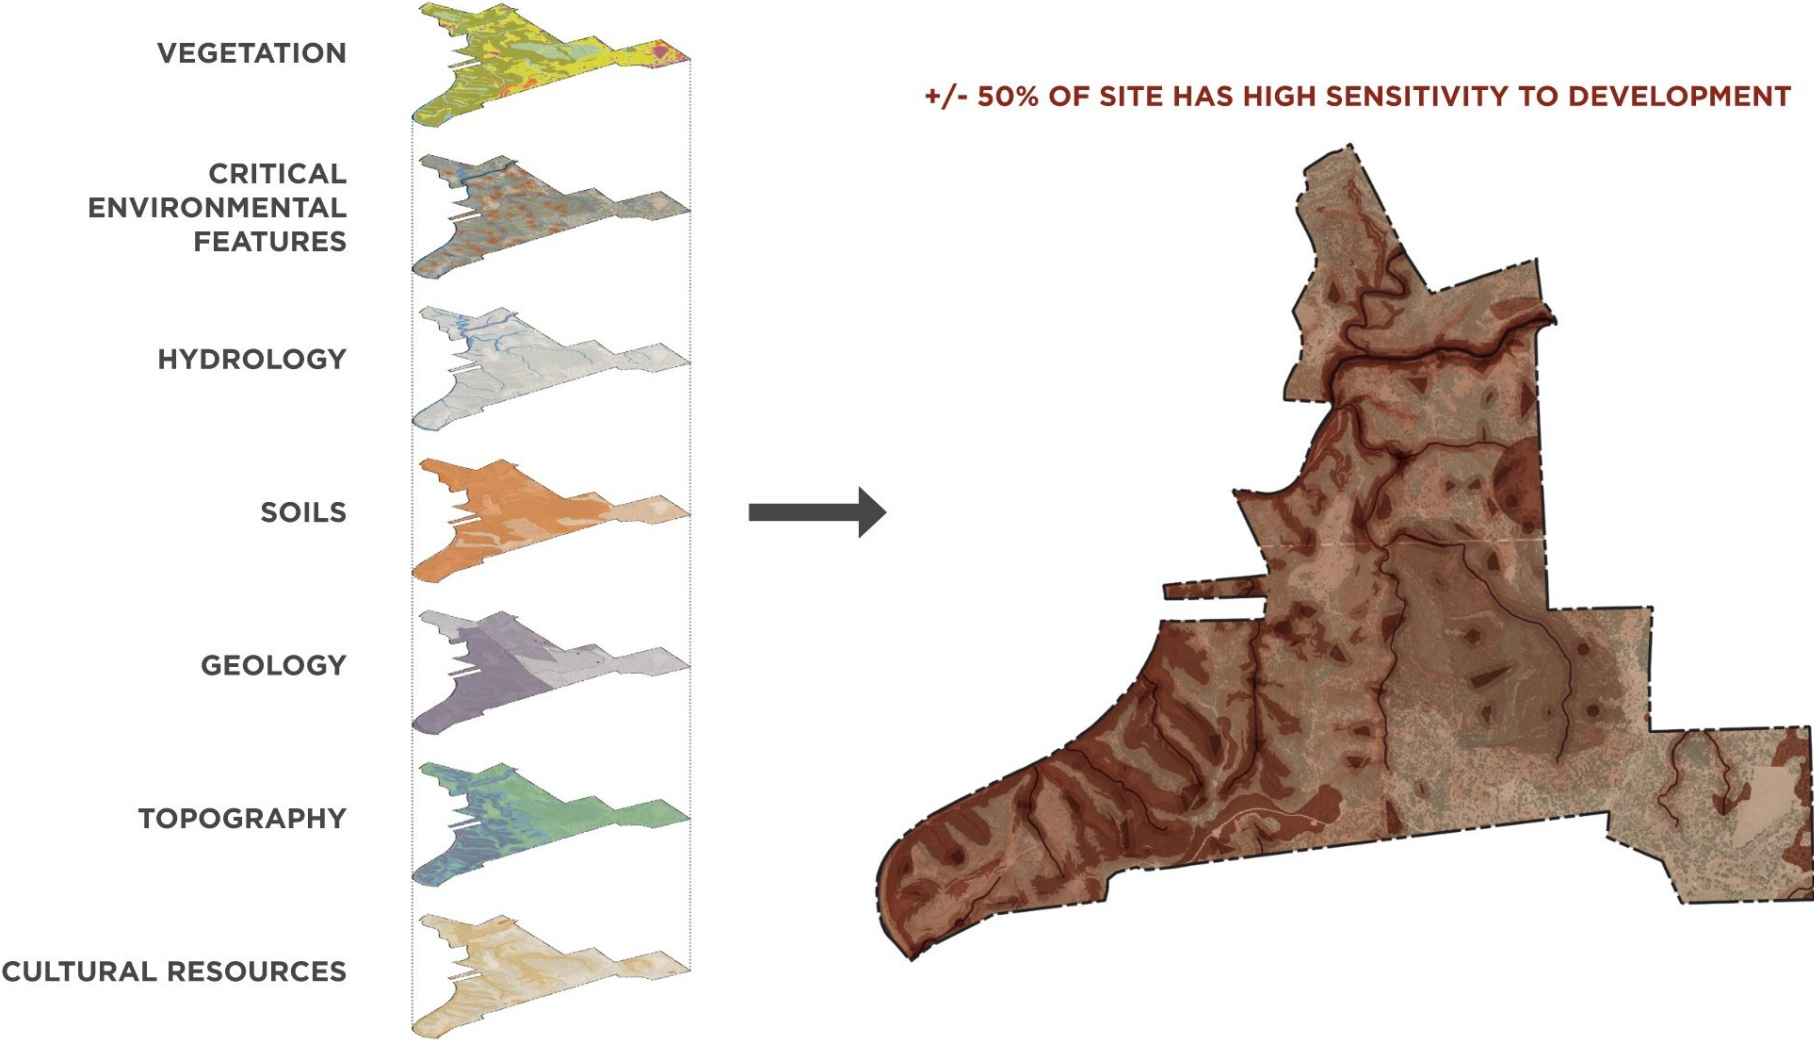 VEGETATION
CRITICAL
ENVIRONMENTAL
FEATURES
HYDROLOGY
SOILS
GEOLOGY
TOPOGRAPHY
CULTURAL RESOURCES
+/- 50% OF SITE HAS HIGH SENSITIVITY TO DEVELOPMENT